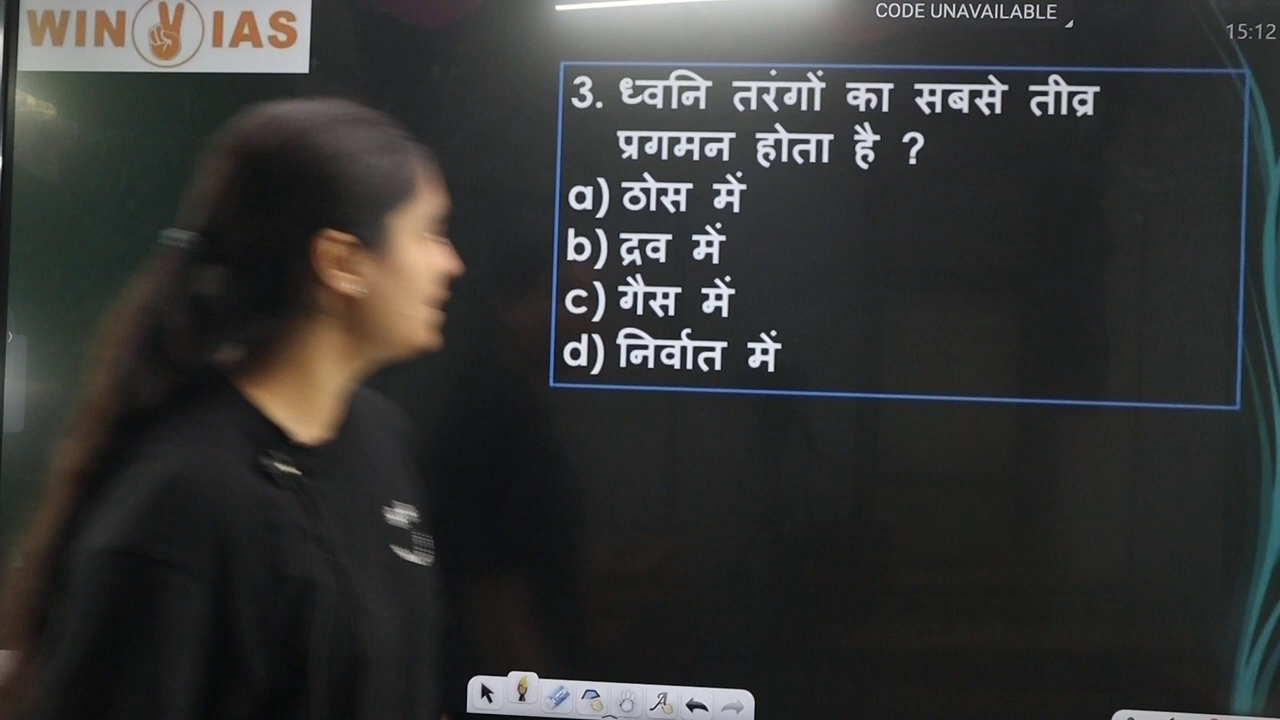 WIN IAS
CODE UNAVAILABLE
15:12
3. ध्वनि तरंगों का सबसे तीव्र
प्रगमन होता है ?
a) ठोस में
b) द्रव में
c) गैस में
d) निर्वात में